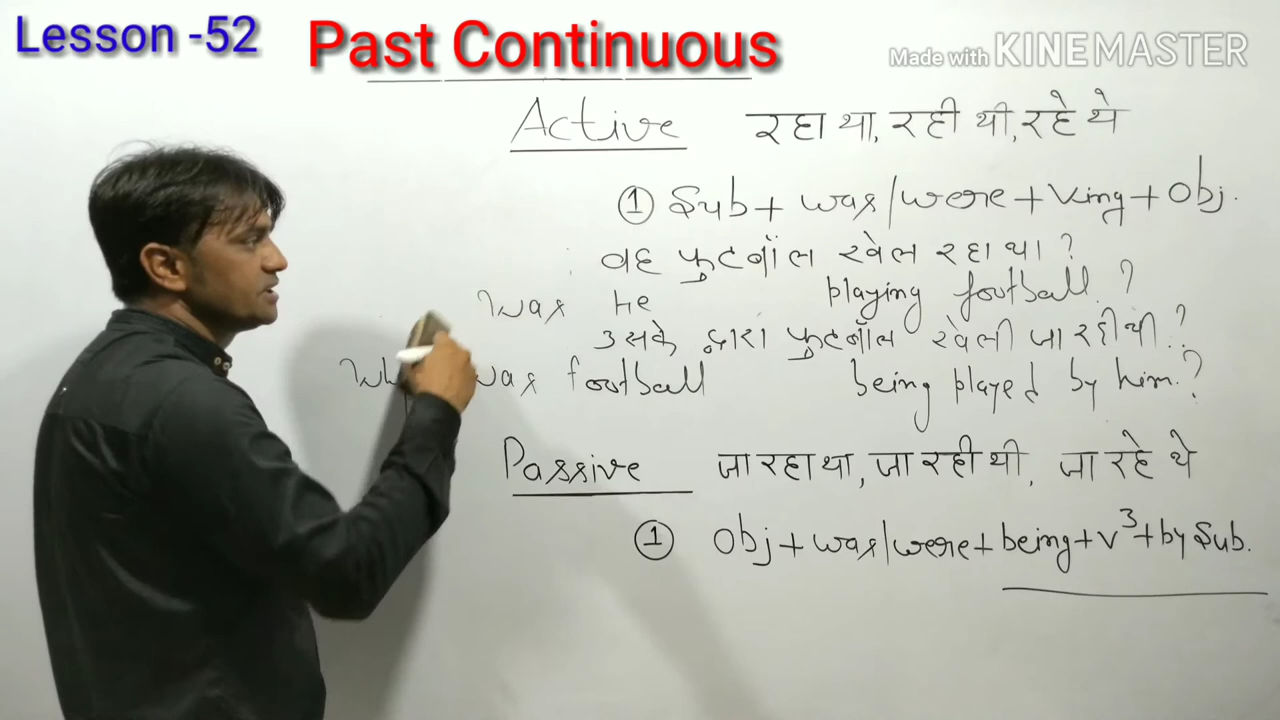 Lesson -52
Past Continuous
Made with KINEMASTER
Active रहा था, रही थी, रहे थे
① Sub + was/were + Ving + Obj.
वह फुटबॉल खेल रहा था ?
Was He playing football ?
उसके द्वारा फुटबॉल खेली जा रही थी ?
was football being played by him. ?
Passive जा रहा था, जा रही थी, जा रहे थे
① Obj + was/were + being + V³ + by Sub.